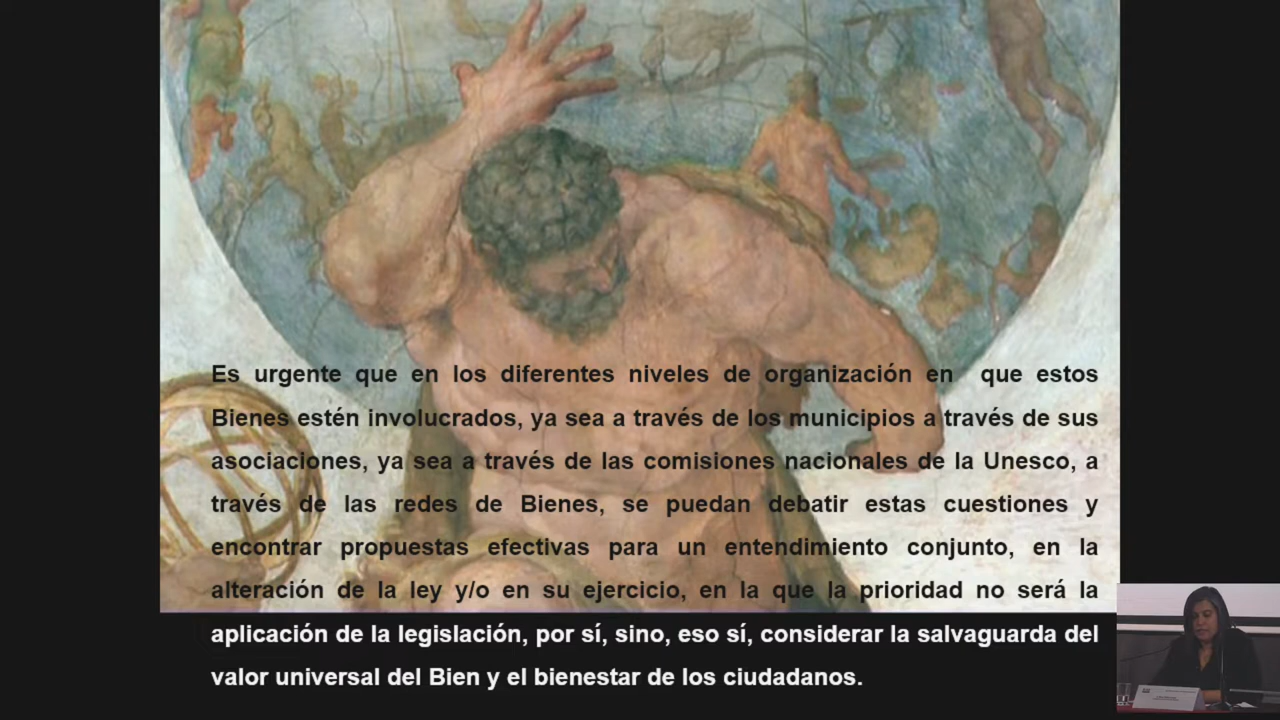 Es urgente que en los diferentes niveles de organización en que estos
Bienes estén involucrados, ya sea a través de los municipios a través de sus
asociaciones, ya sea a través de las comisiones nacionales de la Unesco, a
través de las redes de Bienes, se puedan debatir estas cuestiones y
encontrar propuestas efectivas para un entendimiento conjunto, en la
alteración de la ley y/o en su ejercicio, en la que la prioridad no será la
aplicación de la legislación, por sí, sino, eso sí, considerar la salvaguarda del
valor universal del Bien y el bienestar de los ciudadanos.